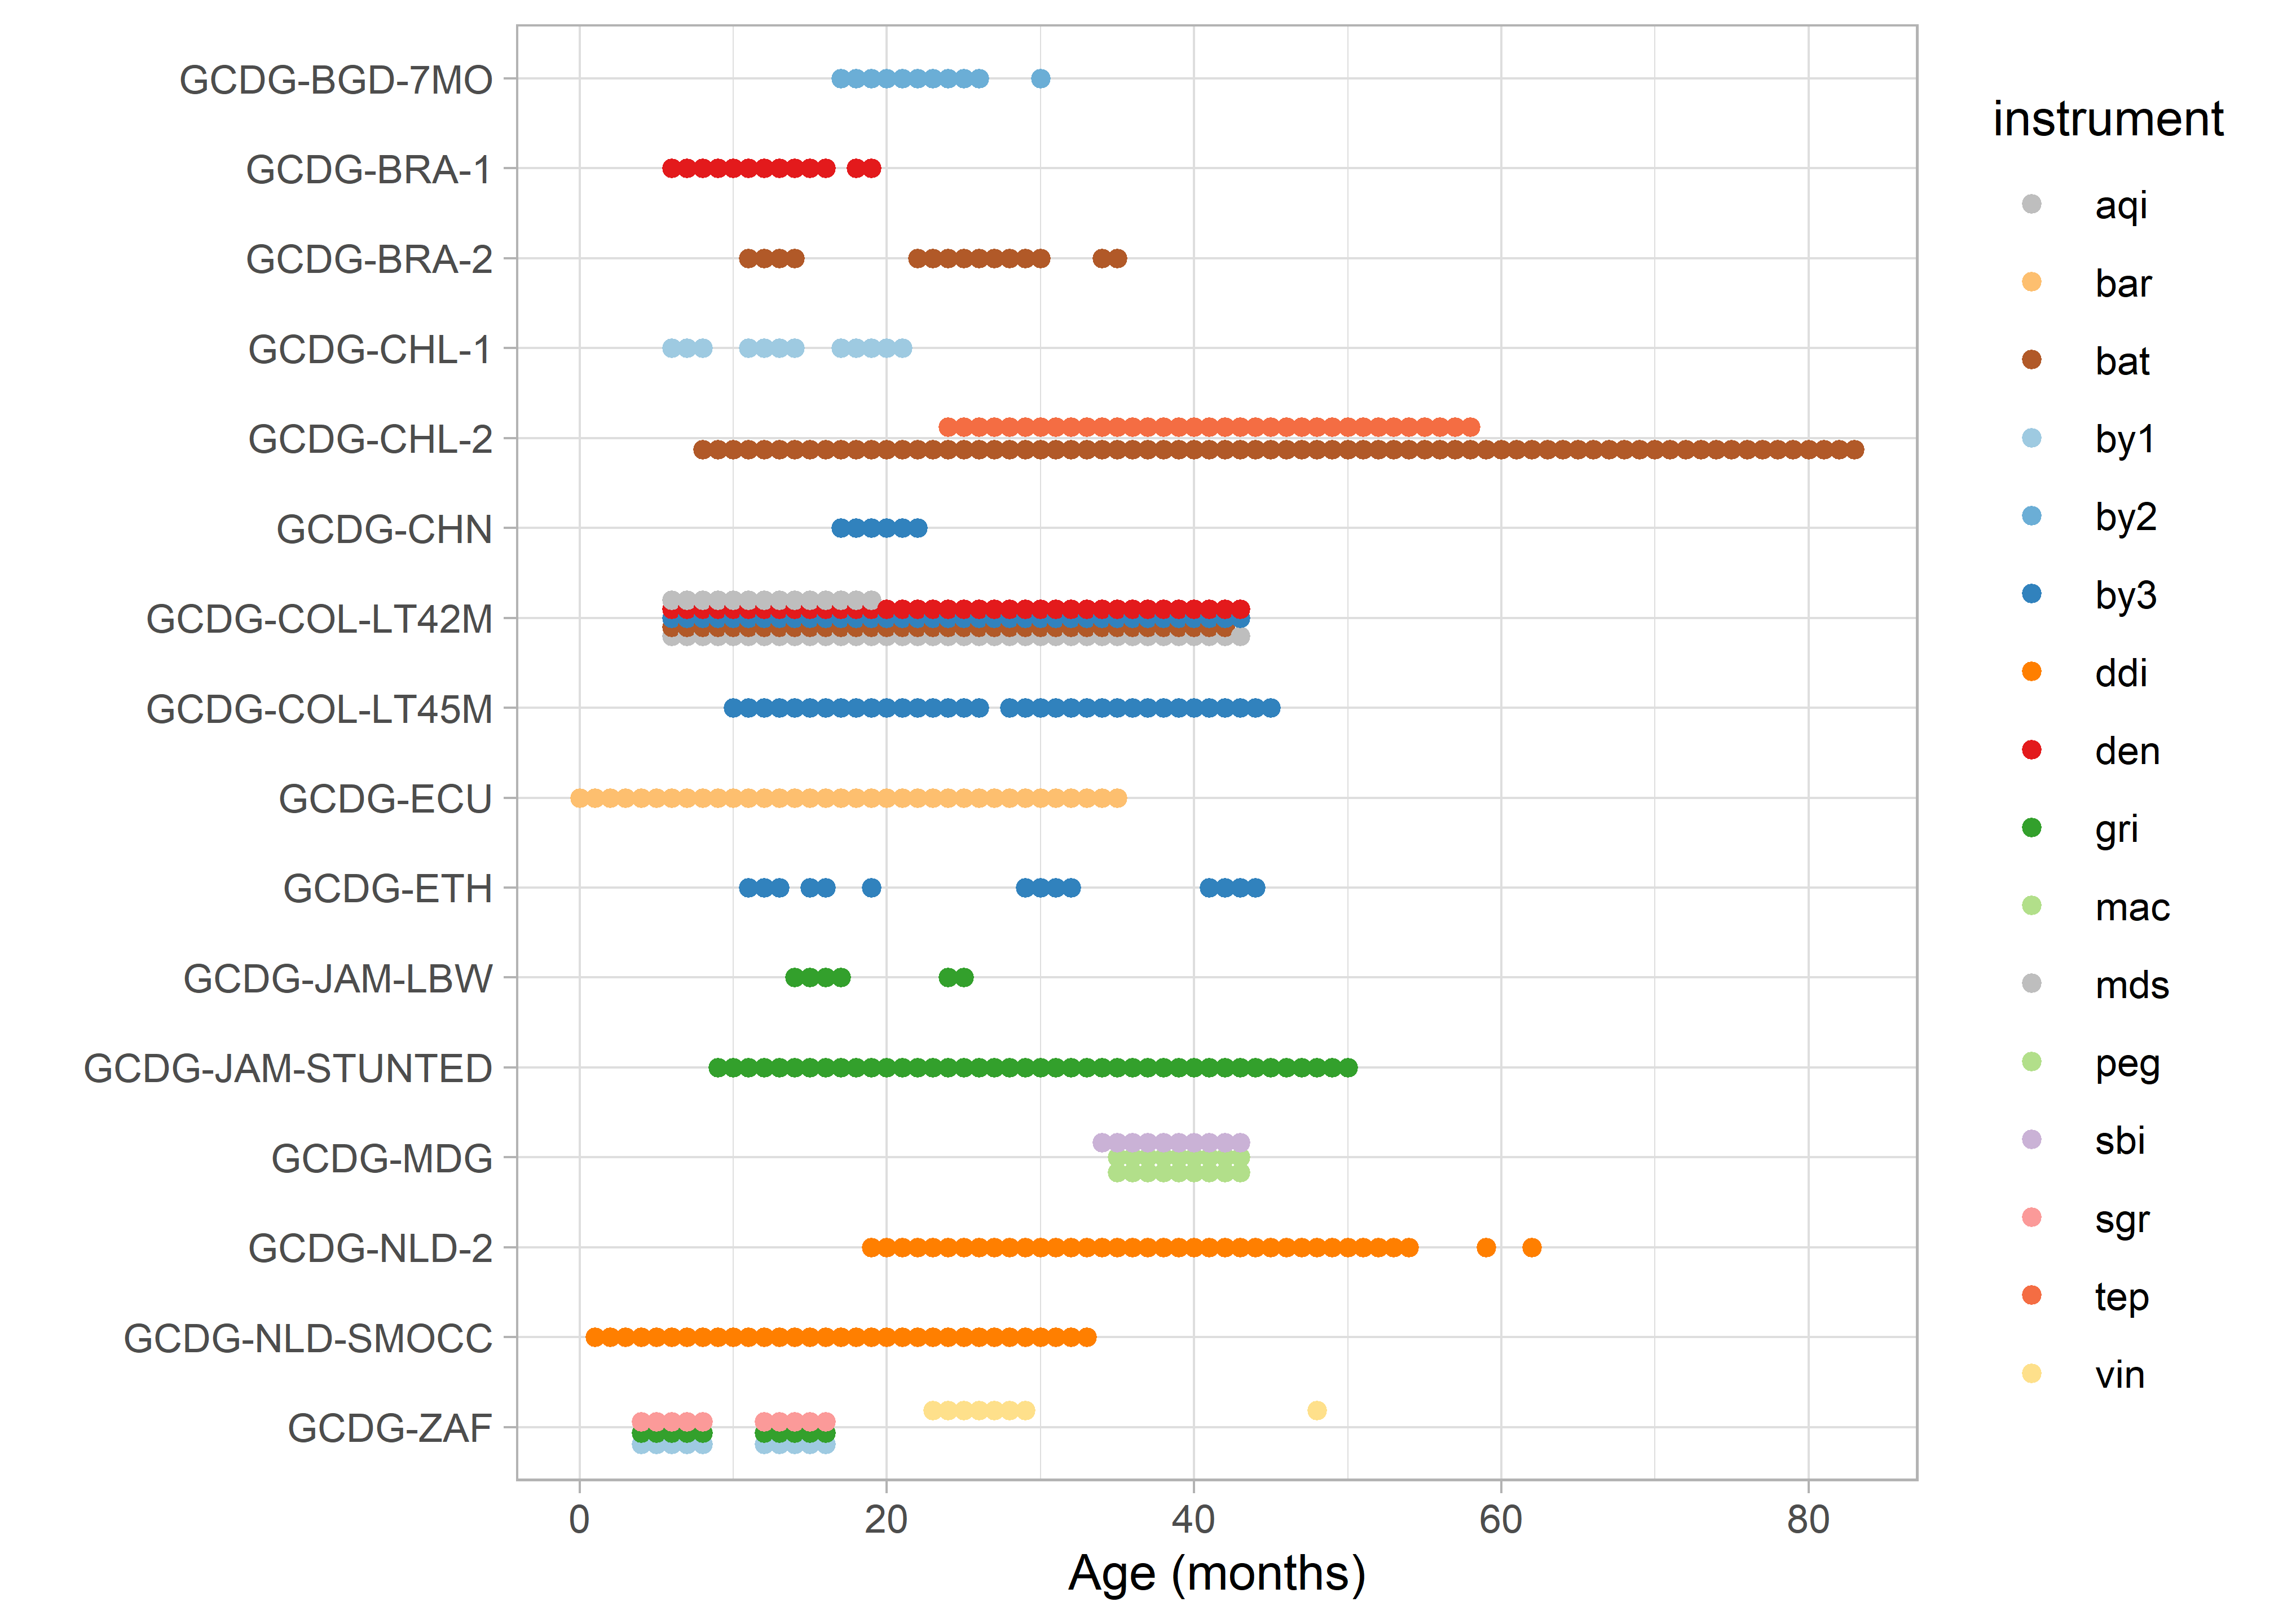 GCDG-BGD-7MO
GCDG-BRA-1
GCDG-BRA-2
GCDG-CHL-1
GCDG-CHL-2
GCDG-CHN
GCDG-COL-LT42M
GCDG-COL-LT45M
GCDG-ECU
GCDG-ETH
GCDG-JAM-LBW
GCDG-JAM-STUNTED
GCDG-MDG
GCDG-NLD-2
GCDG-NLD-SMOCC
GCDG-ZAF
0 20 40 60 80
Age (months)
instrument
aqi
bar
bat
by1
by2
by3
ddi
den
gri
mac
mds
peg
sbi
sgr
tep
vin